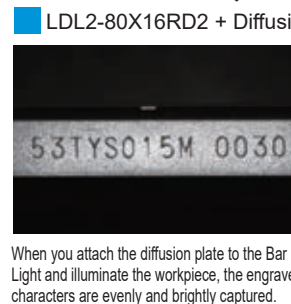 LDL2-80X16RD2 + Diffusi
53TYS015M 0030
When you attach the diffusion plate to the Bar
Light and illuminate the workpiece, the engrave
characters are evenly and brightly captured.